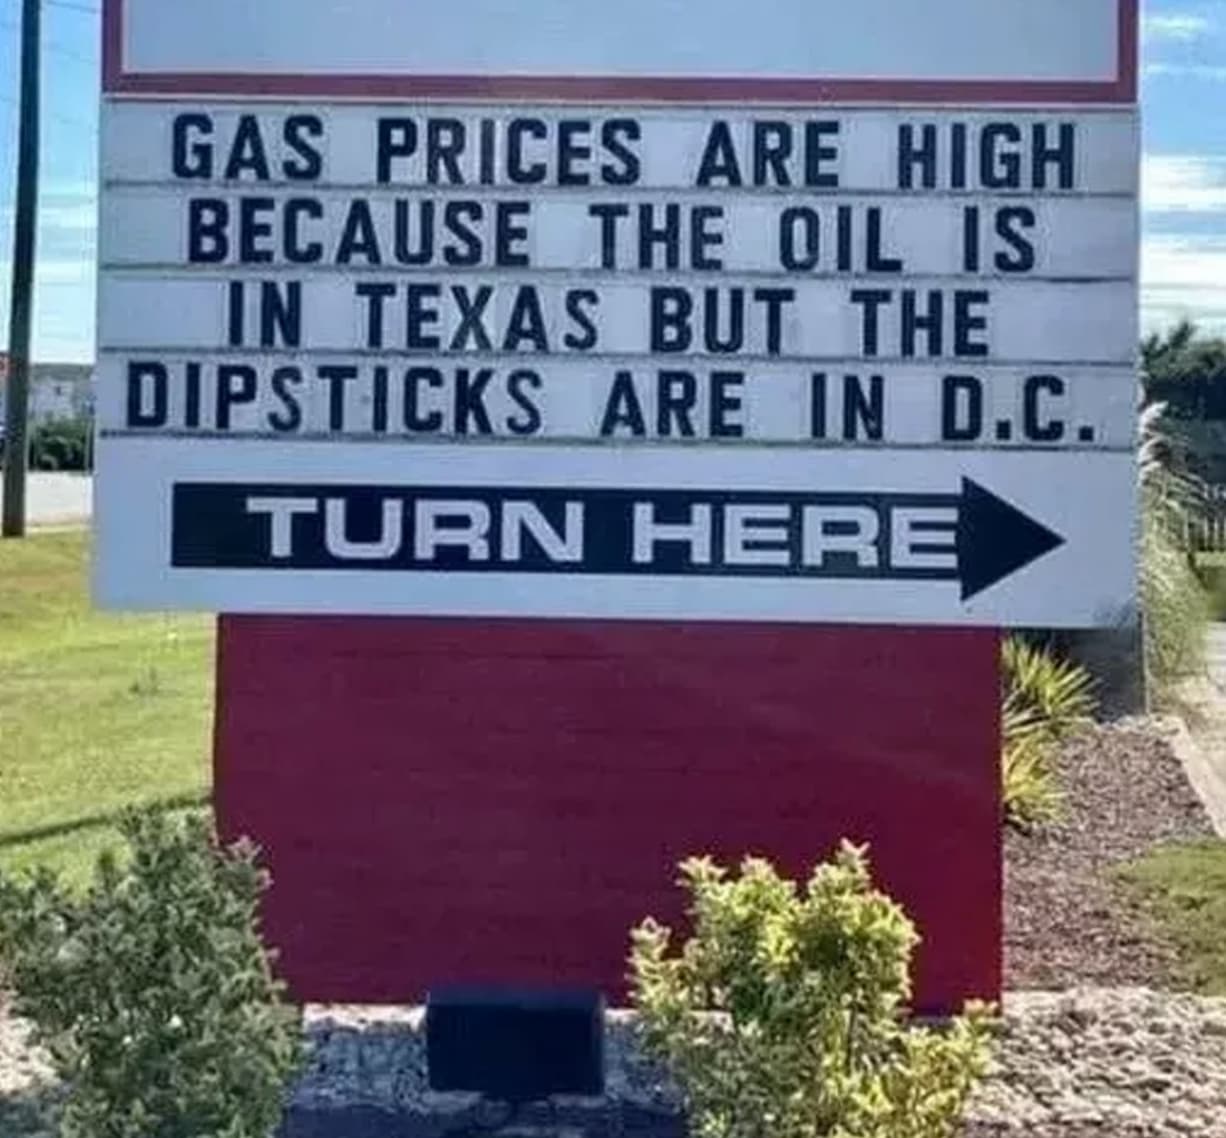 GAS PRICES ARE HIGH
BECAUSE THE OIL IS
IN TEXAS BUT THE
DIPSTICKS ARE IN D.C.
TURN HERE